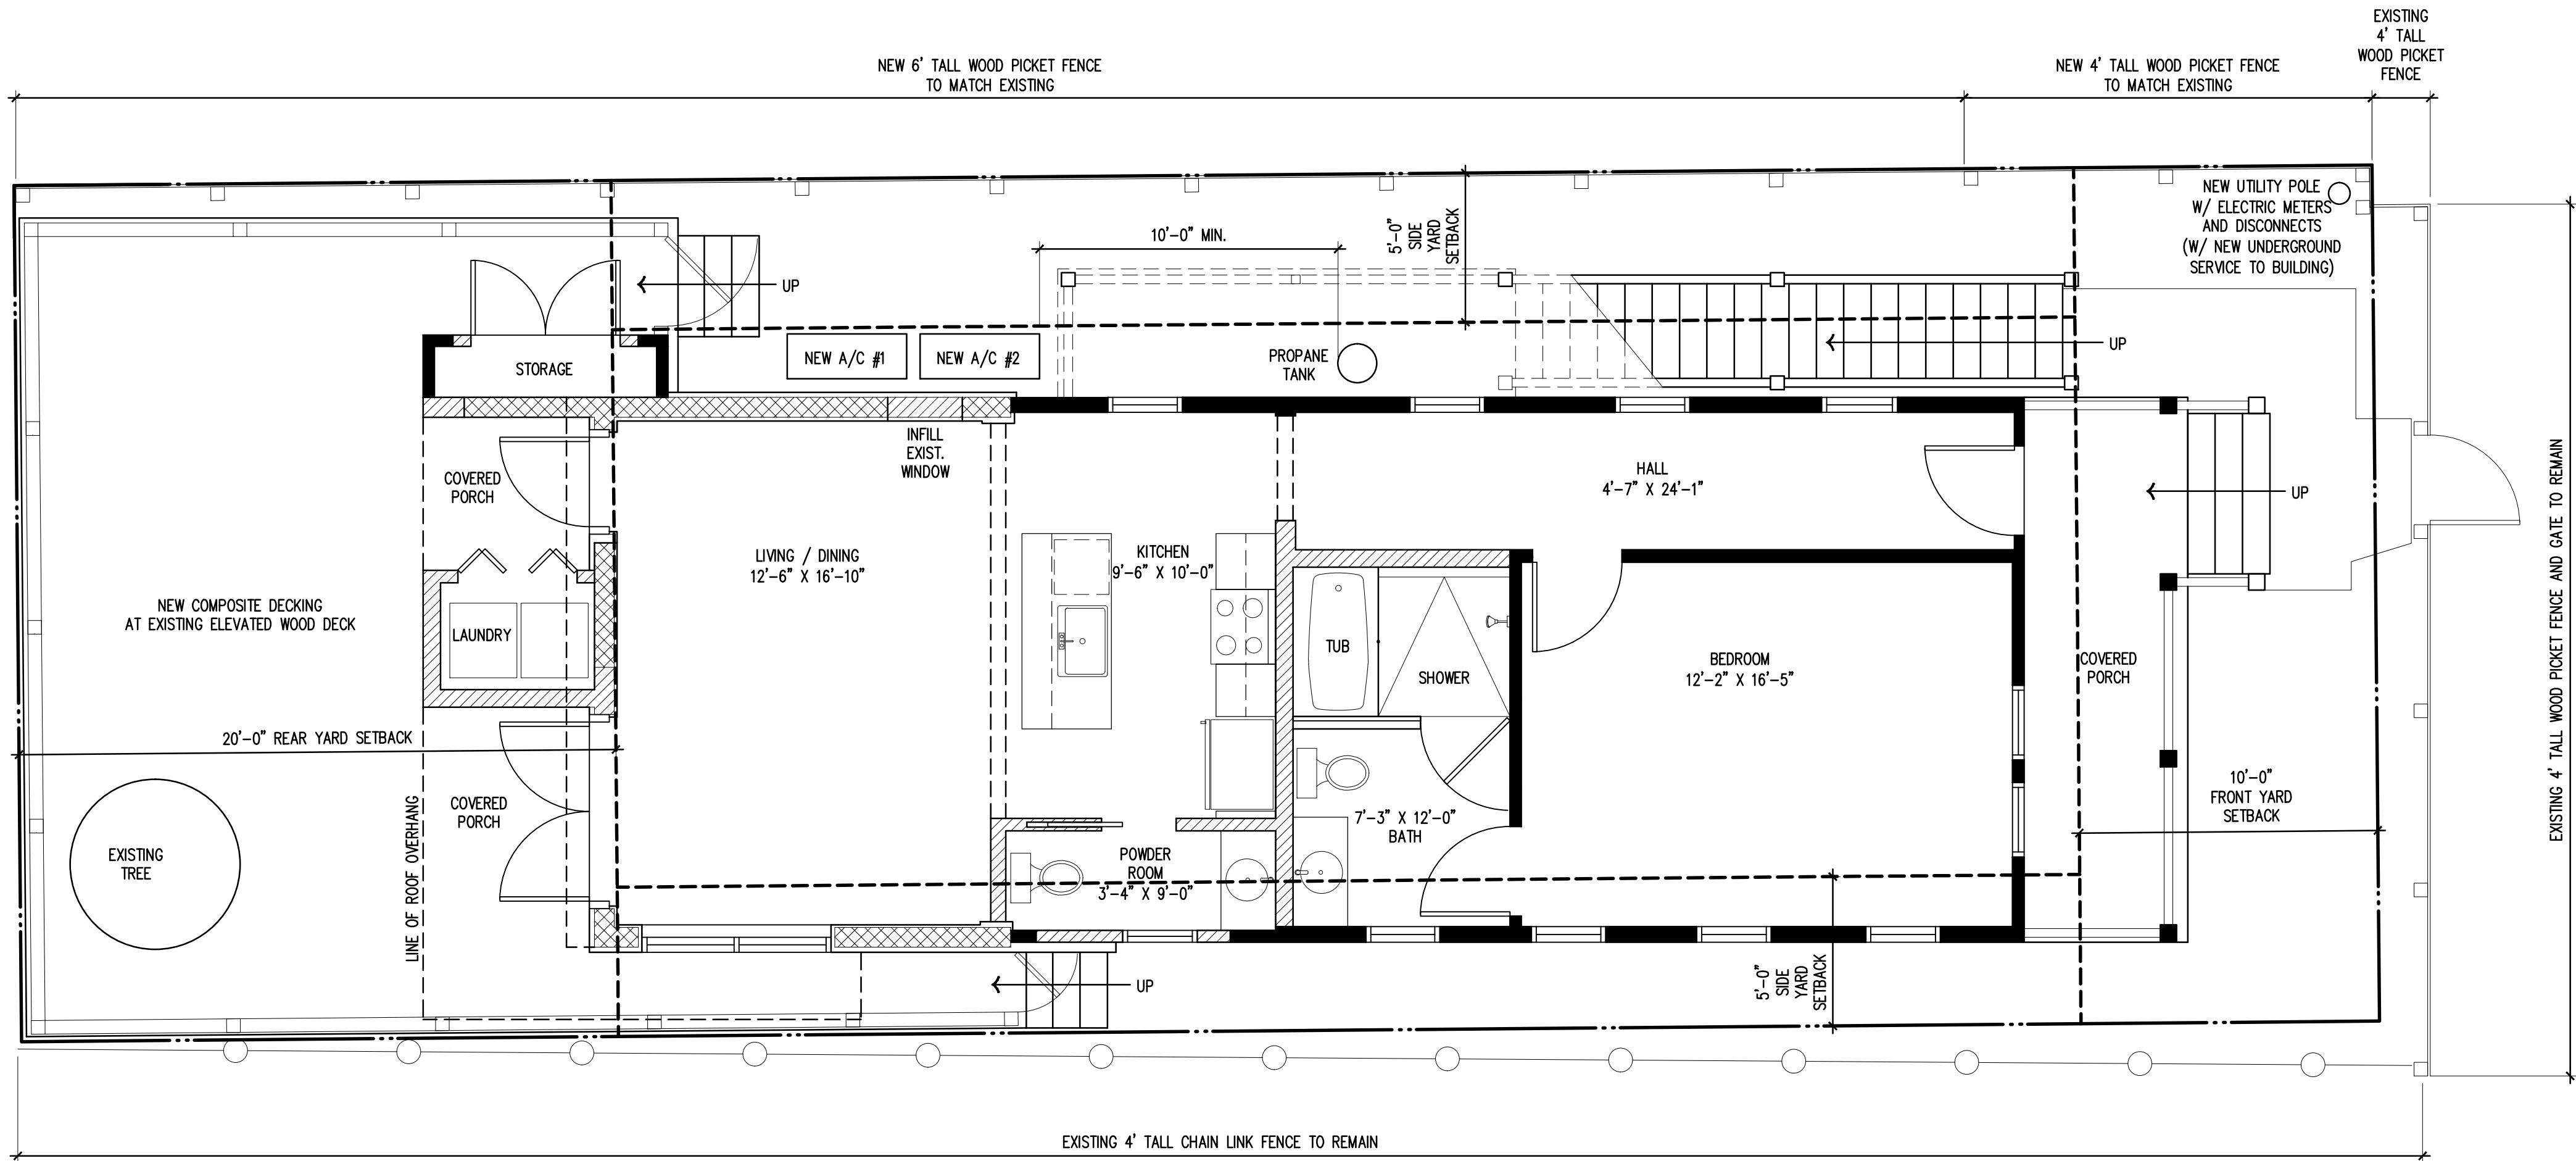 EXISTING
4' TALL
WOOD PICKET
FENCE
NEW 6' TALL WOOD PICKET FENCE
TO MATCH EXISTING
NEW 4' TALL WOOD PICKET FENCE
TO MATCH EXISTING
NEW UTILITY POLE
W/ ELECTRIC METERS
AND DISCONNECTS
(W/ NEW UNDERGROUND
SERVICE TO BUILDING)
10'-0" MIN.
5'-0"
SIDE
YARD
SETBACK
UP
STORAGE
NEW A/C #1
NEW A/C #2
PROPANE
TANK
UP
INFILL
EXIST.
WINDOW
COVERED
PORCH
HALL
4'-7" X 24'-1"
UP
LIVING / DINING
12'-6" X 16'-10"
KITCHEN
9'-6" X 10'-0"
NEW COMPOSITE DECKING
AT EXISTING ELEVATED WOOD DECK
LAUNDRY
TUB
SHOWER
BEDROOM
12'-2" X 16'-5"
COVERED
PORCH
EXISTING 4' TALL WOOD PICKET FENCE AND GATE TO REMAIN
20'-0" REAR YARD SETBACK
LINE OF ROOF OVERHANG
COVERED
PORCH
10'-0"
FRONT YARD
SETBACK
7'-3" X 12'-0"
BATH
EXISTING
TREE
POWDER
ROOM
3'-4" X 9'-0"
UP
5'-0"
SIDE
YARD
SETBACK
EXISTING 4' TALL CHAIN LINK FENCE TO REMAIN